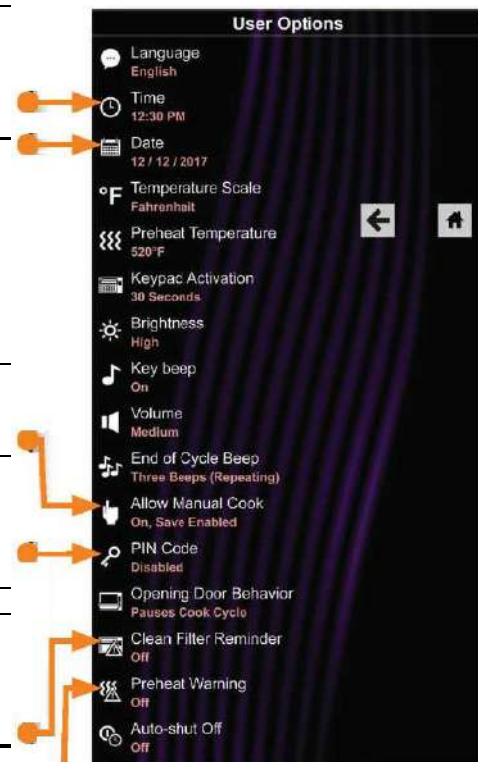 User Options
Language
English
Time
12:30 PM
Date
12 / 12 / 2017
°F
Temperature Scale
Fahrenheit
Preheat Temperature
520°F
Keypac Activation
30 Seconds
Brightness
High
Key beep
On
Volume
Medium
End of Cycle Beep
Three Beeps (Repeating)
Allow Manual Cook
On, Save Enabled
PIN Code
Disabled
Opening Door Behavior
Pauses Cook Cycle
Clean Filter Reminder
Off
Preheat Warning
Off
Auto-shut Off
Off